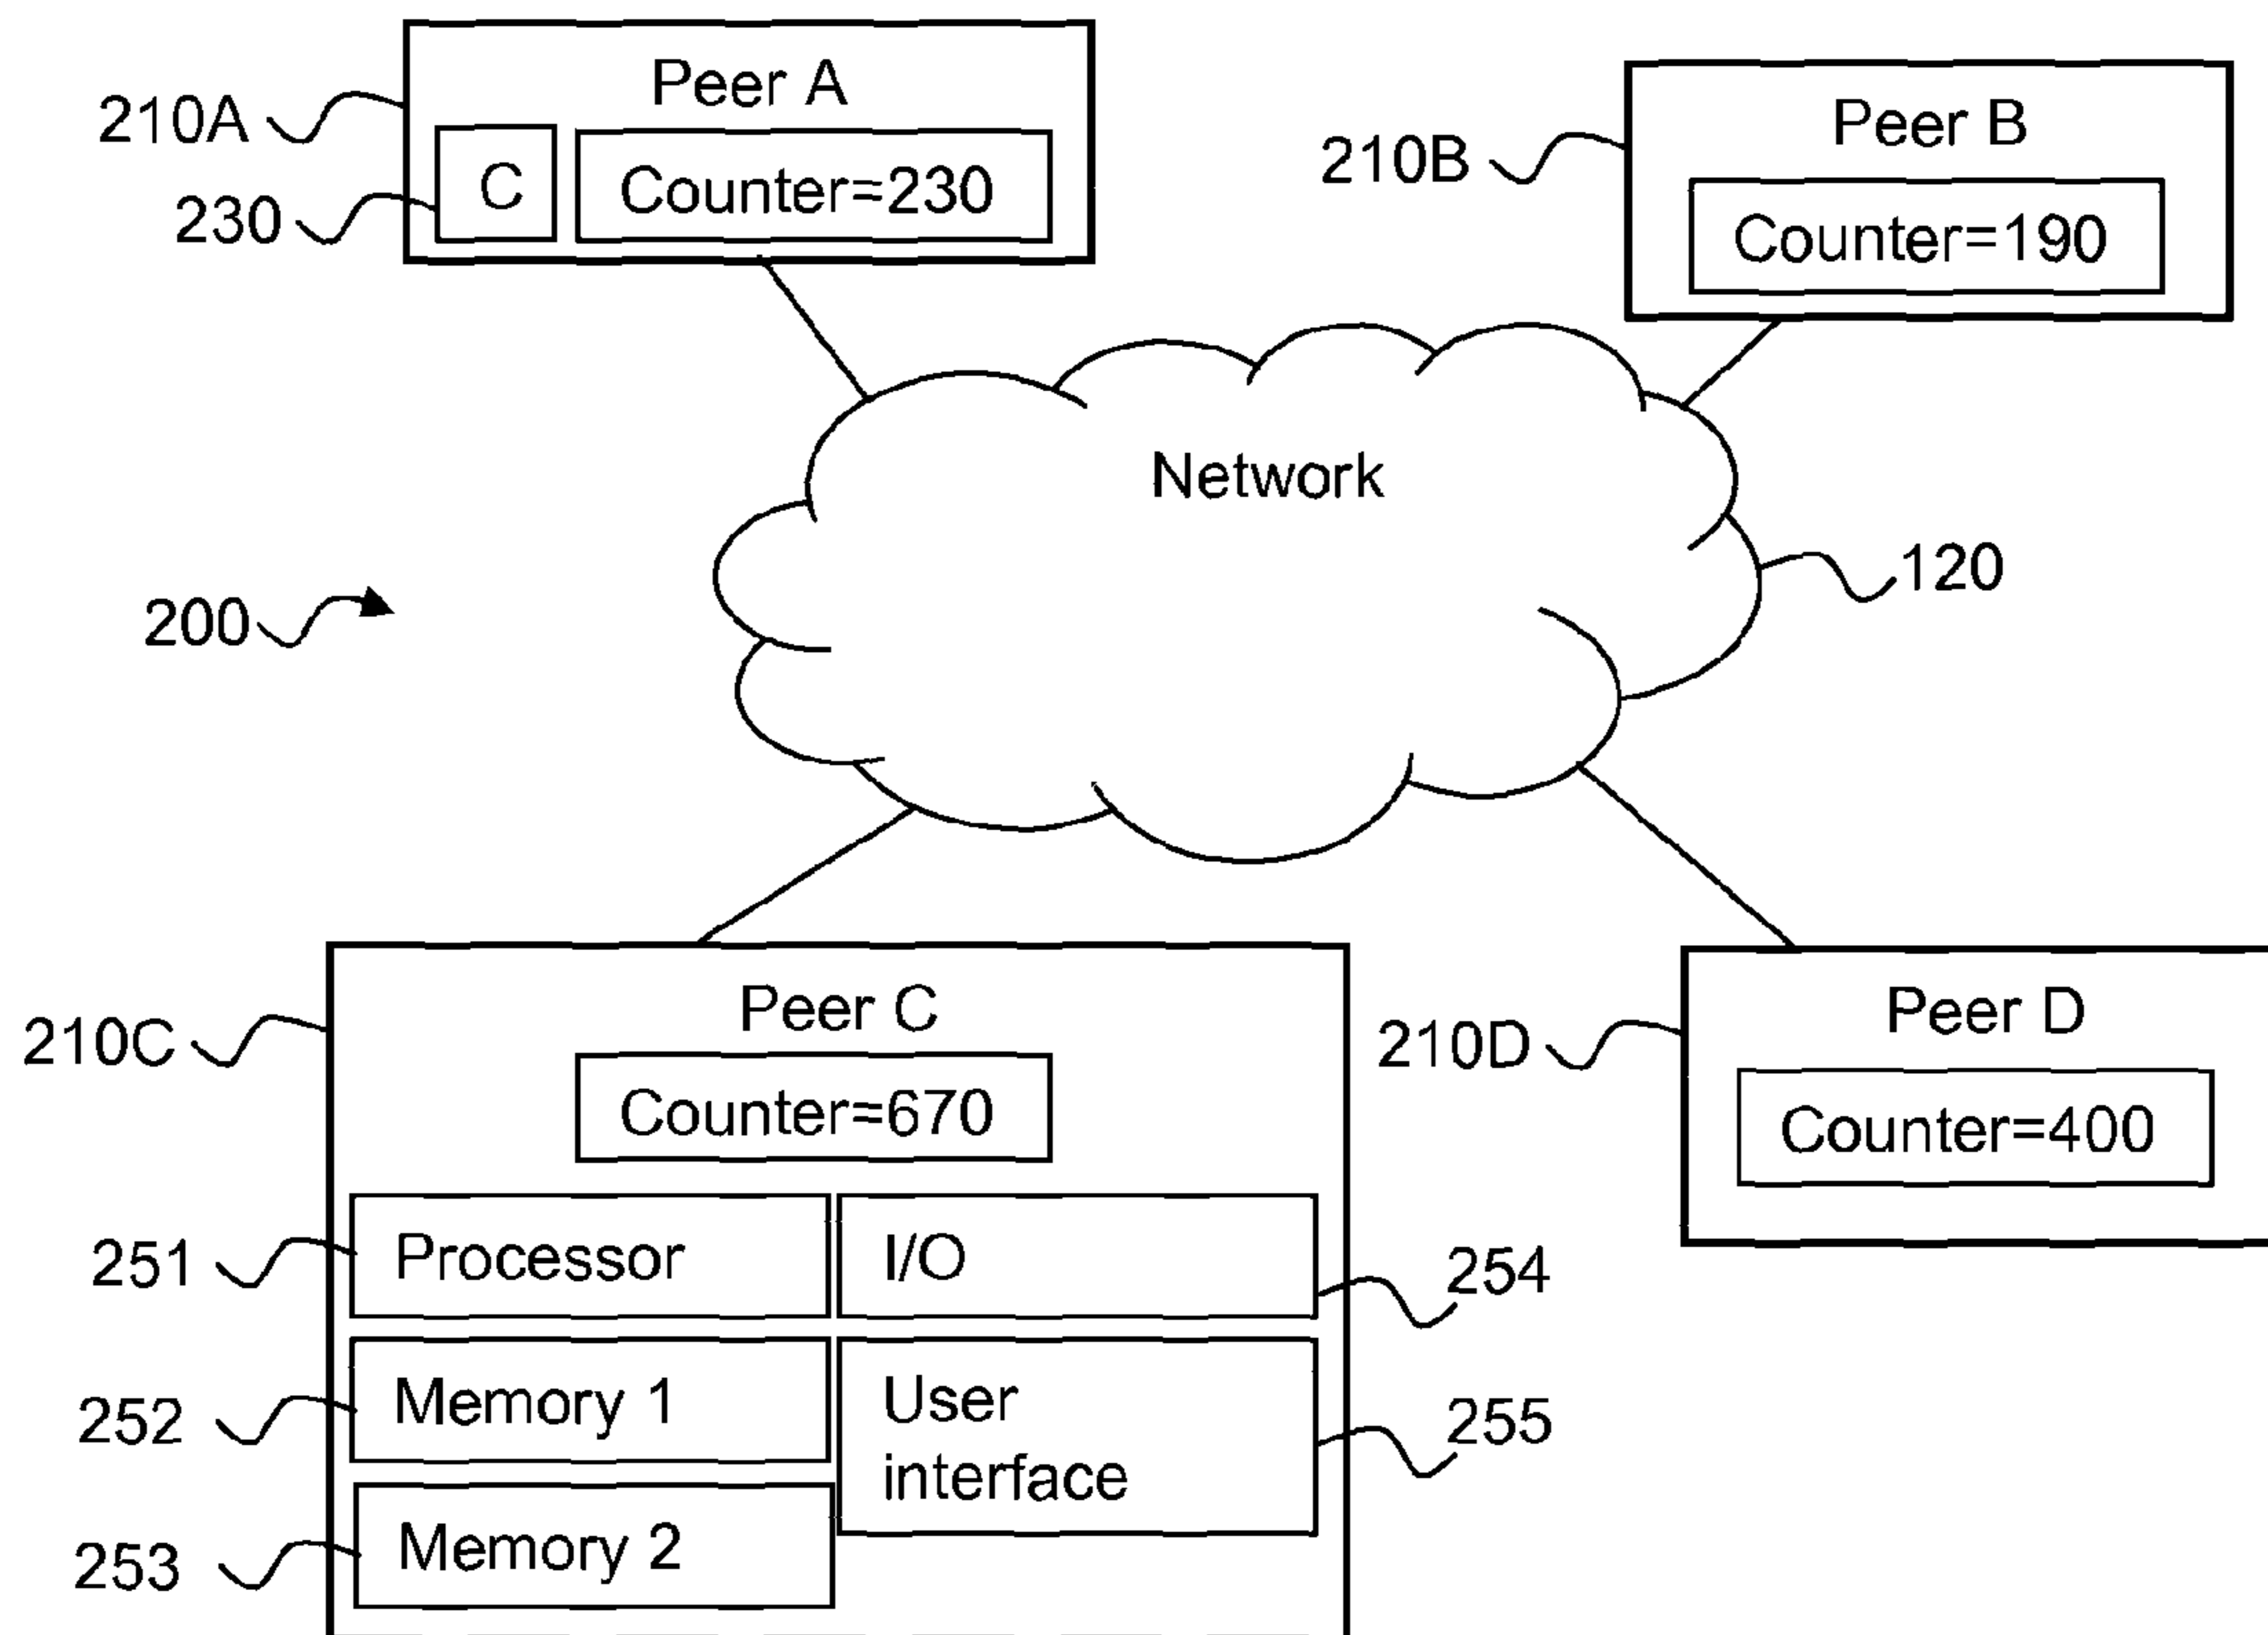 Peer A
210A
C
Counter=230
230
Peer B
210B
Counter=190
Network
120
200
Peer C
210C
Counter=670
Peer D
210D
Counter=400
251
Processor
I/O
254
252
Memory 1
User
interface
255
253
Memory 2